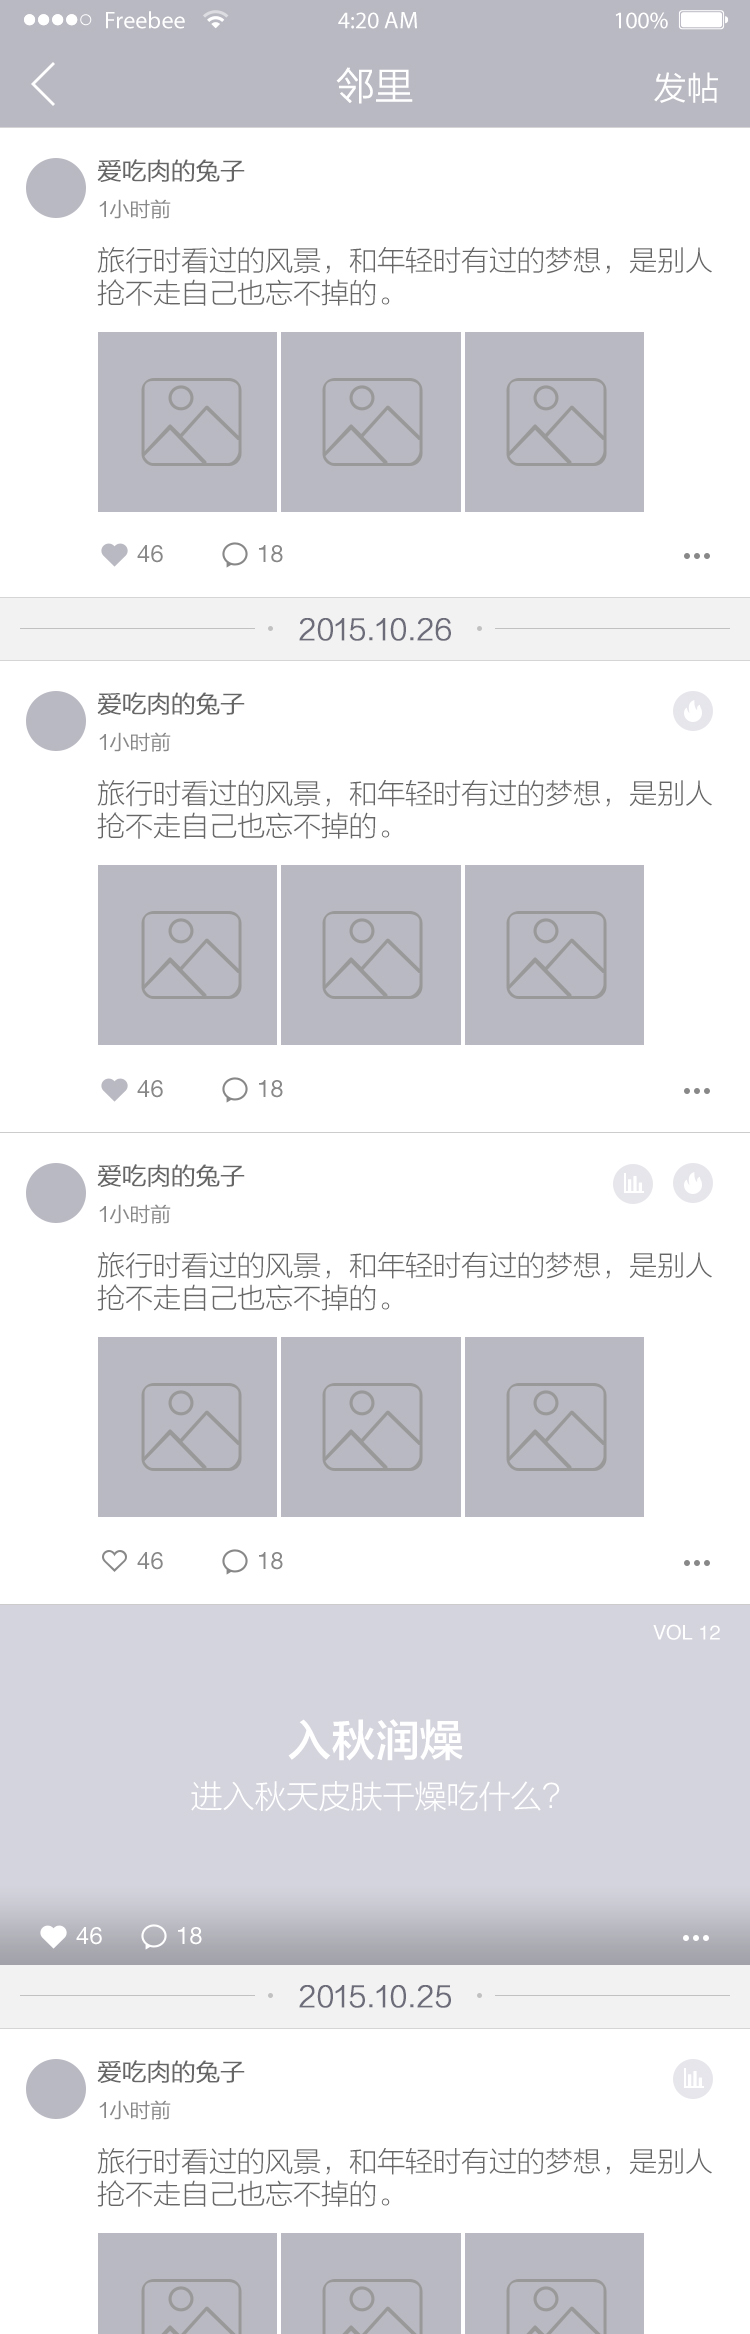 Freebee 4:20 AM 100%
邻里 发帖
爱吃肉的兔子
1小时前
旅行时看过的风景，和年轻时有过的梦想，是别人
抢不走自己也忘不掉的。
46 18
2015.10.26
爱吃肉的兔子
1小时前
旅行时看过的风景，和年轻时有过的梦想，是别人
抢不走自己也忘不掉的。
46 18
爱吃肉的兔子
1小时前
旅行时看过的风景，和年轻时有过的梦想，是别人
抢不走自己也忘不掉的。
46 18
VOL 12
入秋润燥
进入秋天皮肤干燥吃什么？
46 18
2015.10.25
爱吃肉的兔子
1小时前
旅行时看过的风景，和年轻时有过的梦想，是别人
抢不走自己也忘不掉的。